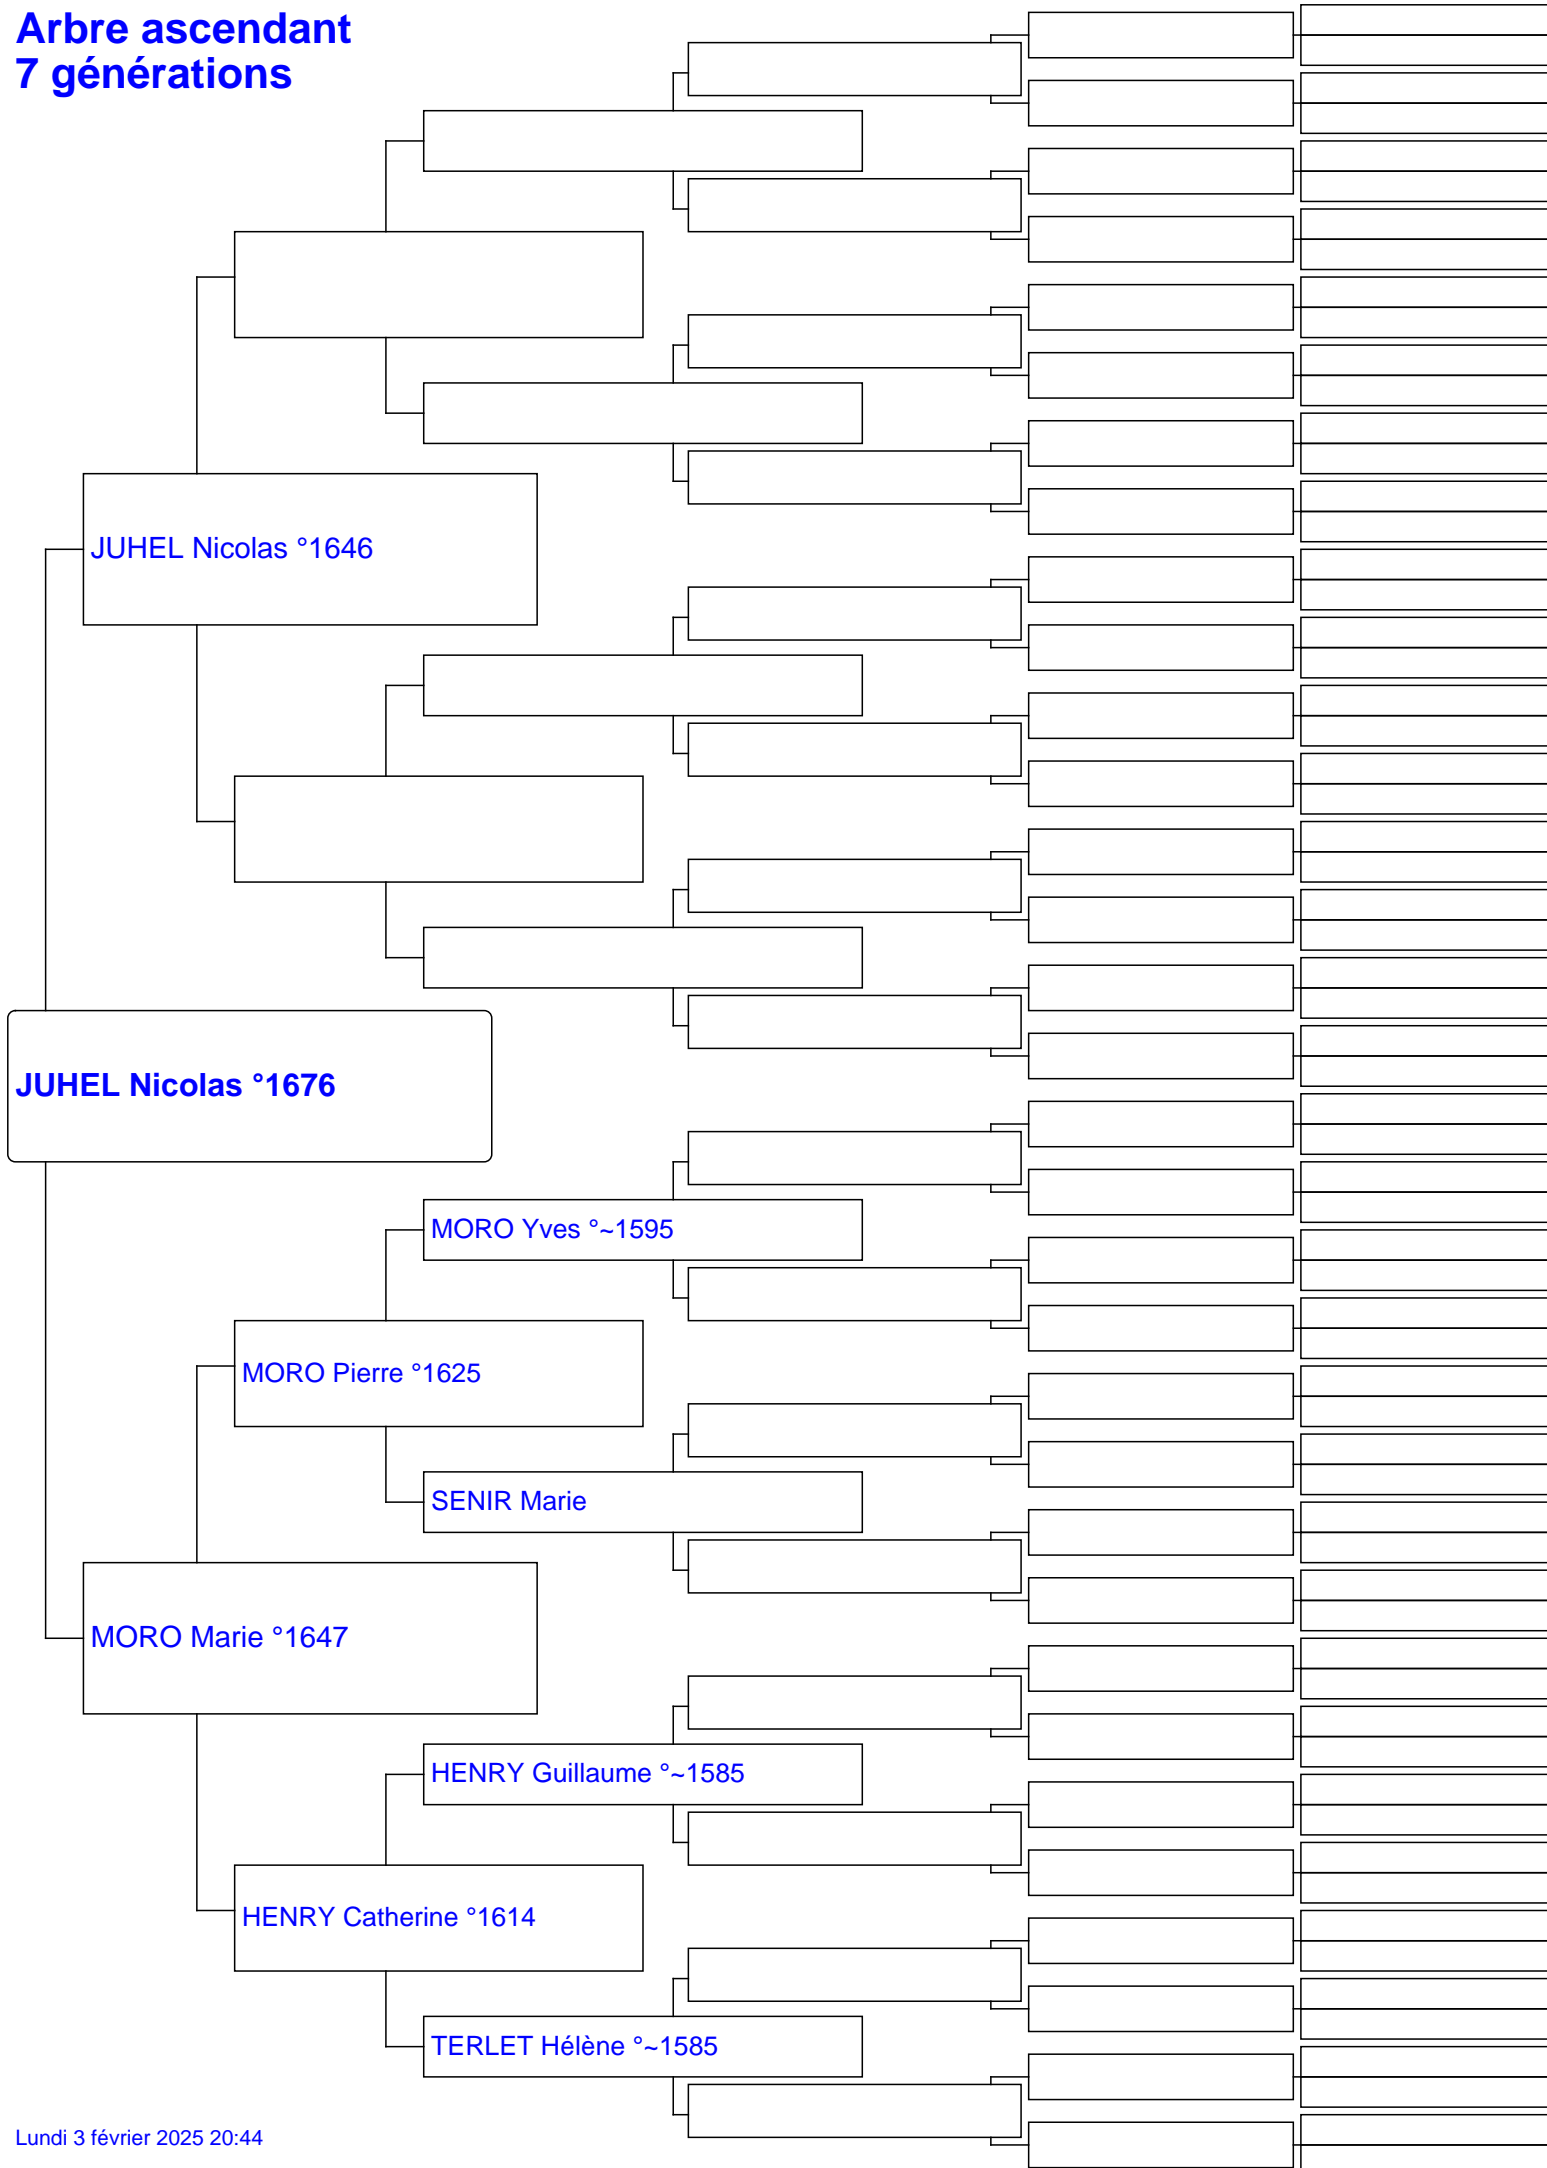 Arbre ascendant
7 générations
JUHEL Nicolas °1646
JUHEL Nicolas °1676
MORO Yves °~1595
MORO Pierre °1625
SENIR Marie
MORO Marie °1647
HENRY Guillaume °~1585
HENRY Catherine °1614
TERLET Hélène °~1585
Lundi 3 février 2025 20:44